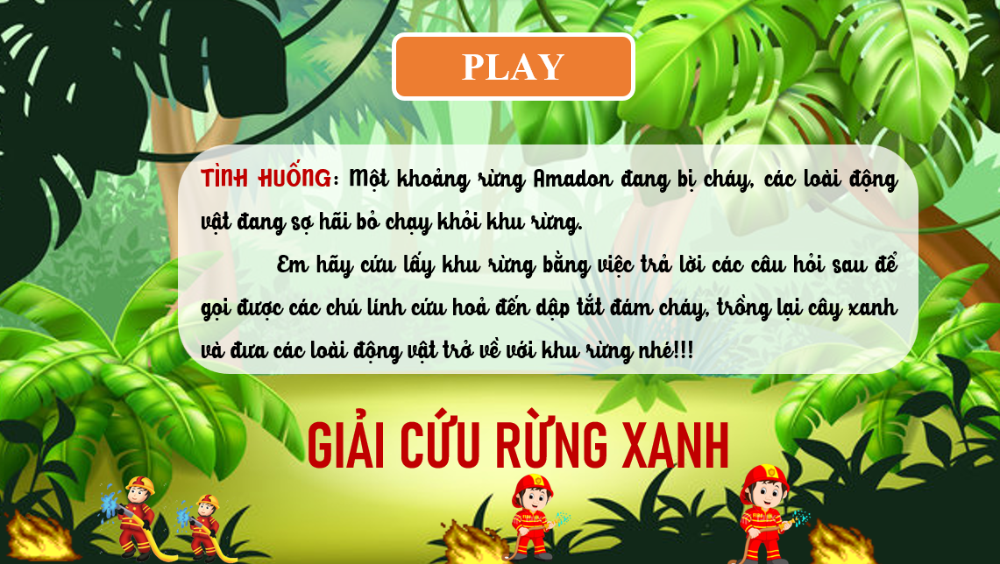 PLAY
TÌNH HUỐNG: Một khoảng rừng Amadon đang bị cháy, các loài động
vật đang sợ hãi bỏ chạy khỏi khu rừng.
Em hãy cứu lấy khu rừng bằng việc trả lời các câu hỏi sau để
gọi được các chú lính cứu hoả đến dập tắt đám cháy, trồng lại cây xanh
và đưa các loài động vật trở về với khu rừng nhé!!!
GIẢI CỨU RỪNG XANH